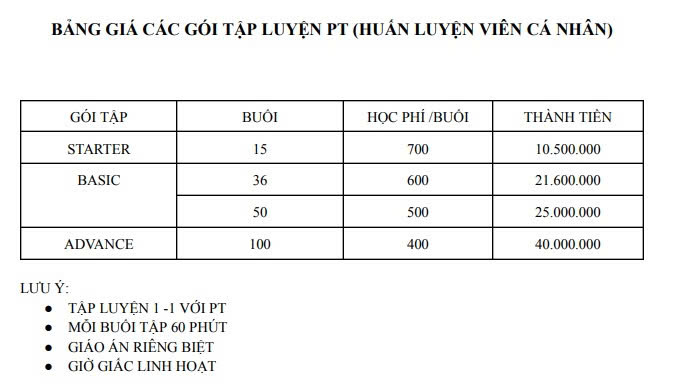 BẢNG GIÁ CÁC GÓI TẬP LUYỆN PT (HUẤN LUYỆN VIÊN CÁ NHÂN)
GÓI TẬP BUỔI HỌC PHÍ /BUỔI THÀNH TIỀN
STARTER 15 700 10.500.000
BASIC 36 600 21.600.000
50 500 25.000.000
ADVANCE 100 400 40.000.000
LƯU Ý:
● TẬP LUYỆN 1 -1 VỚI PT
● MỖI BUỔI TẬP 60 PHÚT
● GIÁO ÁN RIÊNG BIỆT
● GIỜ GIẤC LINH HOẠT